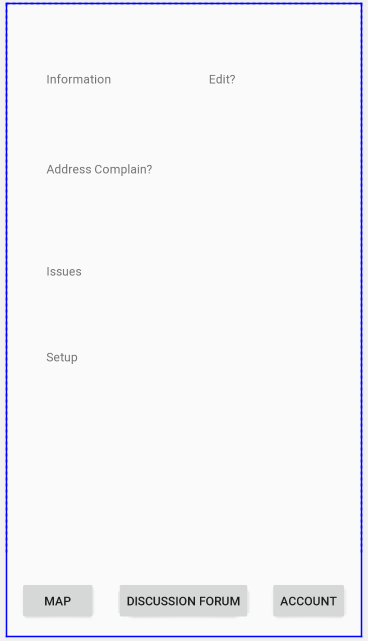 Information Edit?
Address Complain?
Issues
Setup
MAP DISCUSSION FORUM ACCOUNT